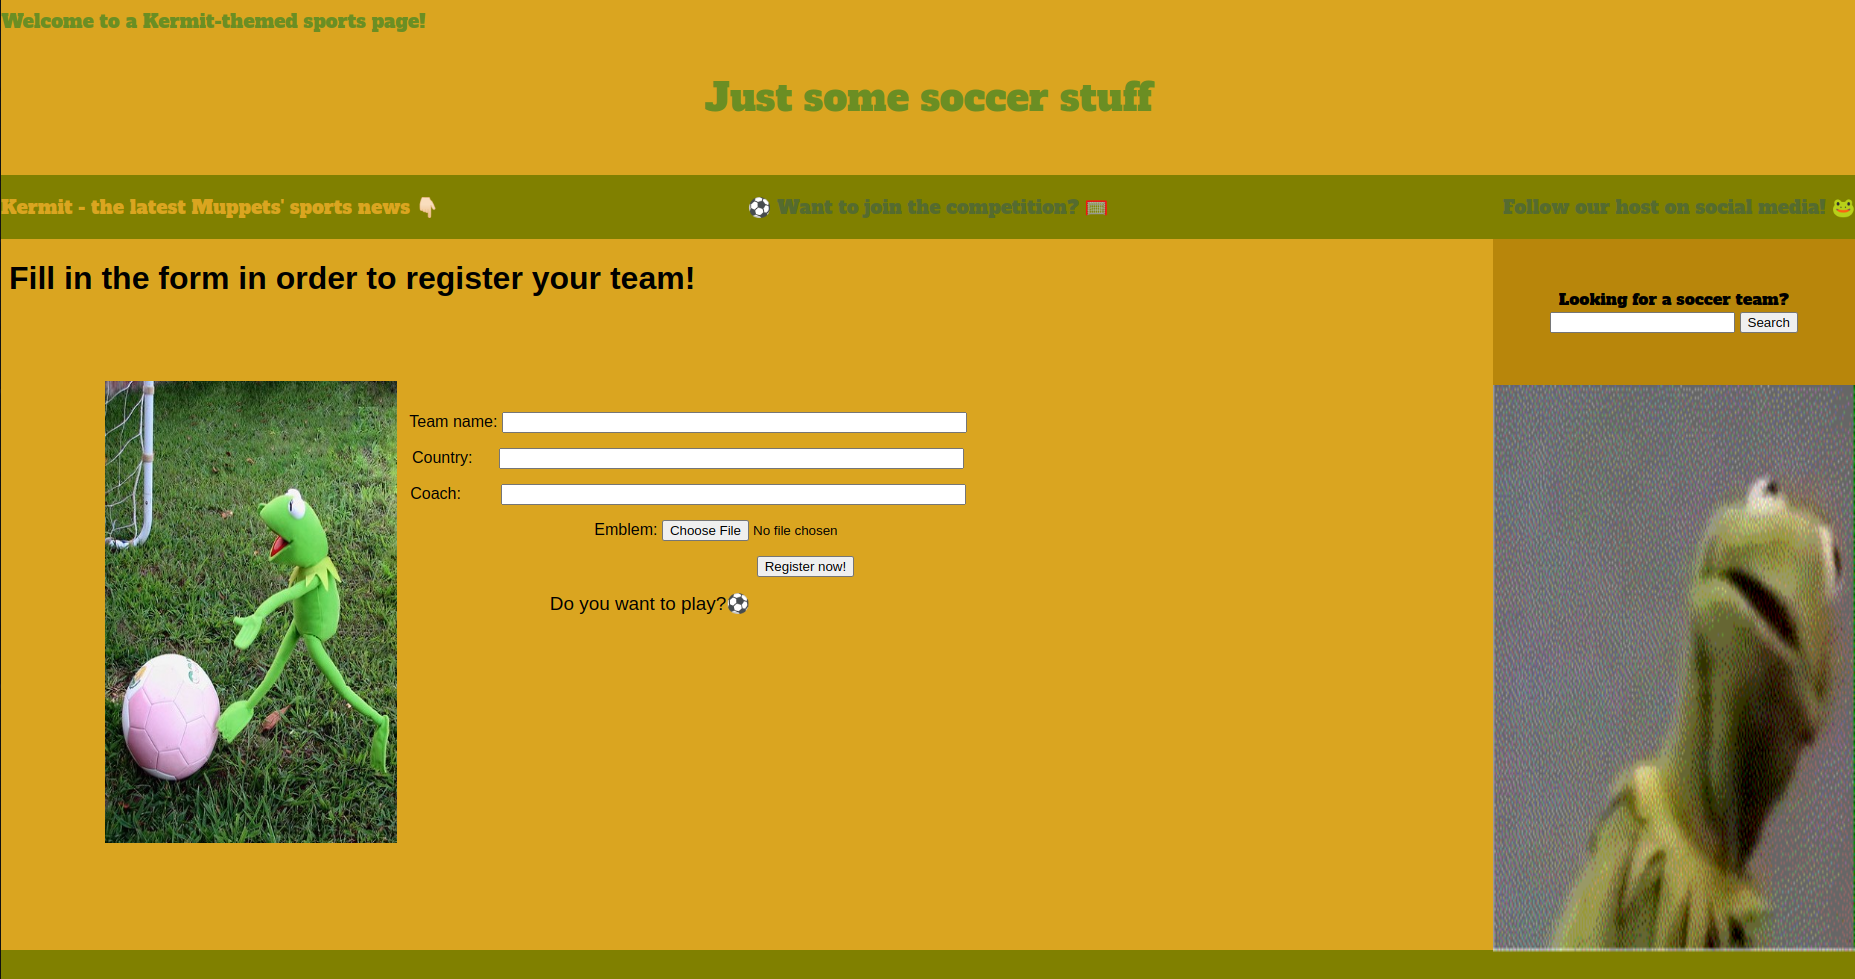 Welcome to a Kermit-themed sports page!
Just some soccer stuff
Kermit - the latest Muppets' sports news 👇🏻
⚽ Want to join the competition? 🥅
Follow our host on social media! 🐸
Fill in the form in order to register your team!
Looking for a soccer team?
Search
Team name:
Country:
Coach:
Emblem: Choose File No file chosen
Register now!
Do you want to play?⚽